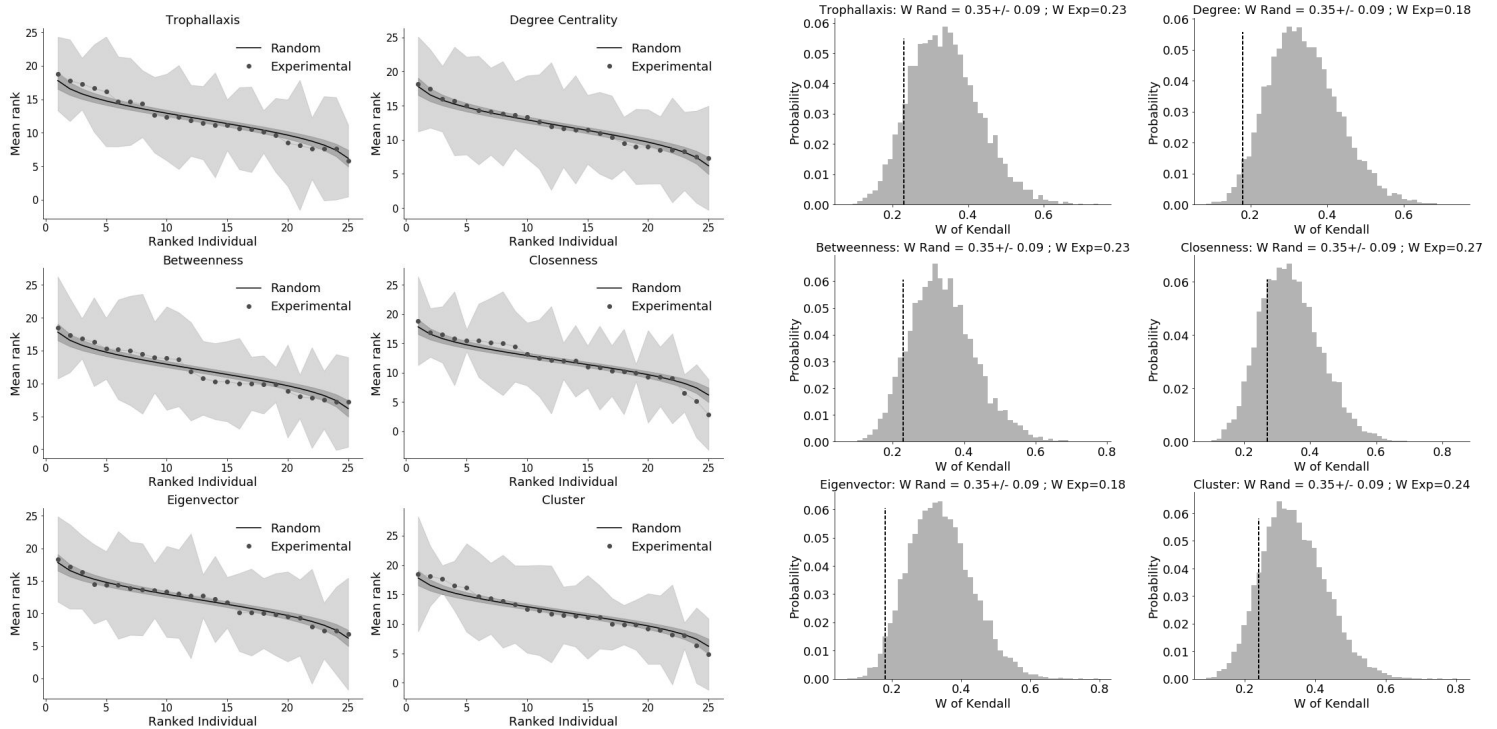 Trophallaxis
Random
Experimental
Mean rank
25
20
15
10
5
0
0 5 10 15 20 25
Ranked Individual
Degree Centrality
Random
Experimental
Mean rank
25
20
15
10
5
0
0 5 10 15 20 25
Ranked Individual
Trophallaxis: W Rand = 0.35+/- 0.09 ; W Exp=0.23
Probability
0.06
0.05
0.04
0.03
0.02
0.01
0.00
0.2 0.4 0.6
W of Kendall
Degree: W Rand = 0.35+/- 0.09 ; W Exp=0.18
Probability
0.06
0.05
0.04
0.03
0.02
0.01
0.00
0.2 0.4 0.6
W of Kendall
Betweenness
Random
Experimental
Mean rank
25
20
15
10
5
0
0 5 10 15 20 25
Ranked Individual
Closenness
Random
Experimental
Mean rank
25
20
15
10
5
0
0 5 10 15 20 25
Ranked Individual
Betweenness: W Rand = 0.35+/- 0.09 ; W Exp=0.23
Probability
0.06
0.05
0.04
0.03
0.02
0.01
0.00
0.2 0.4 0.6 0.8
W of Kendall
Closenness: W Rand = 0.35+/- 0.09 ; W Exp=0.27
Probability
0.06
0.05
0.04
0.03
0.02
0.01
0.00
0.2 0.4 0.6 0.8
W of Kendall
Eigenvector
Random
Experimental
Mean rank
25
20
15
10
5
0
0 5 10 15 20 25
Ranked Individual
Cluster
Random
Experimental
Mean rank
25
20
15
10
5
0
0 5 10 15 20 25
Ranked Individual
Eigenvector: W Rand = 0.35+/- 0.09 ; W Exp=0.18
Probability
0.06
0.05
0.04
0.03
0.02
0.01
0.00
0.2 0.4 0.6 0.8
W of Kendall
Cluster: W Rand = 0.35+/- 0.09 ; W Exp=0.24
Probability
0.06
0.05
0.04
0.03
0.02
0.01
0.00
0.2 0.4 0.6 0.8
W of Kendall